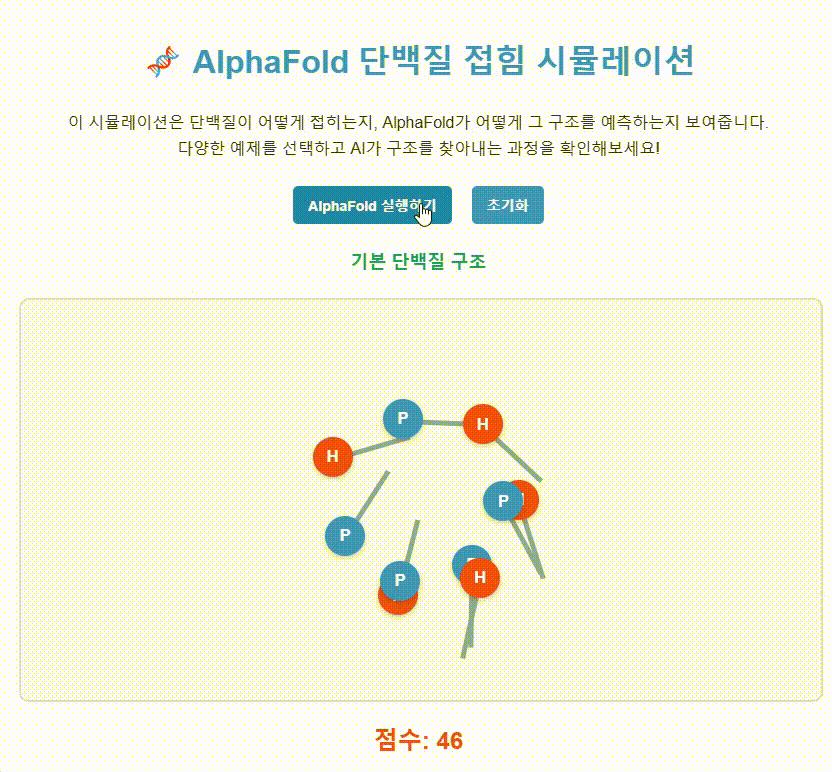 AlphaFold 단백질 접힘 시뮬레이션
이 시뮬레이션은 단백질이 어떻게 접히는지, AlphaFold가 어떻게 그 구조를 예측하는지 보여줍니다.
다양한 예제를 선택하고 AI가 구조를 찾아내는 과정을 확인해보세요!
AlphaFold 실행하기 초기화
기본 단백질 구조
P
H
H
P
P
P
H
점수: 46